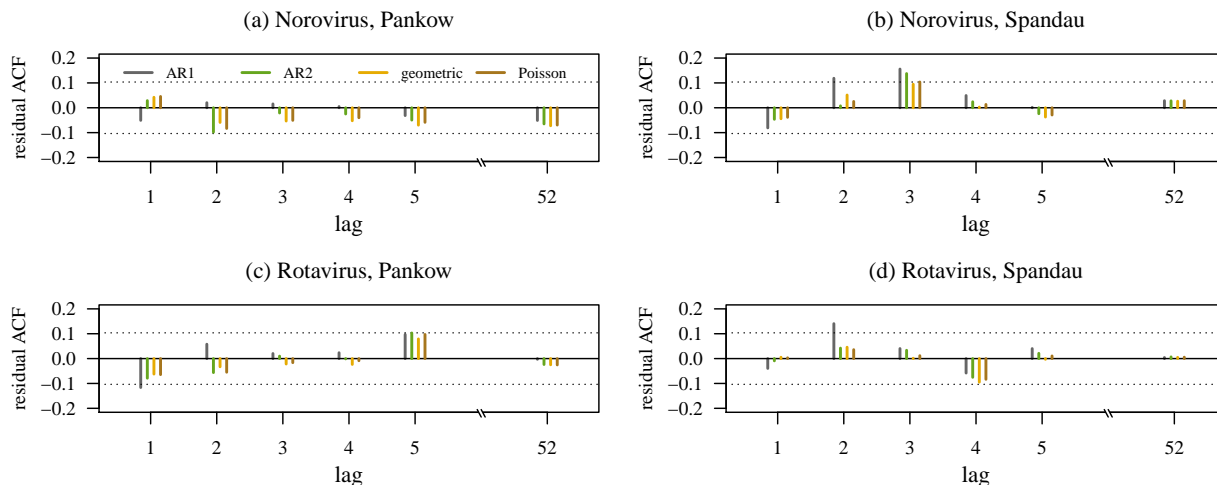 (a) Norovirus, Pankow
residual ACF
0.2
0.1
0.0
−0.1
−0.2
AR1 AR2 geometric Poisson
1 2 3 4 5 52
lag
(b) Norovirus, Spandau
residual ACF
0.2
0.1
0.0
−0.1
−0.2
1 2 3 4 5 52
lag
(c) Rotavirus, Pankow
residual ACF
0.2
0.1
0.0
−0.1
−0.2
1 2 3 4 5 52
lag
(d) Rotavirus, Spandau
residual ACF
0.2
0.1
0.0
−0.1
−0.2
1 2 3 4 5 52
lag